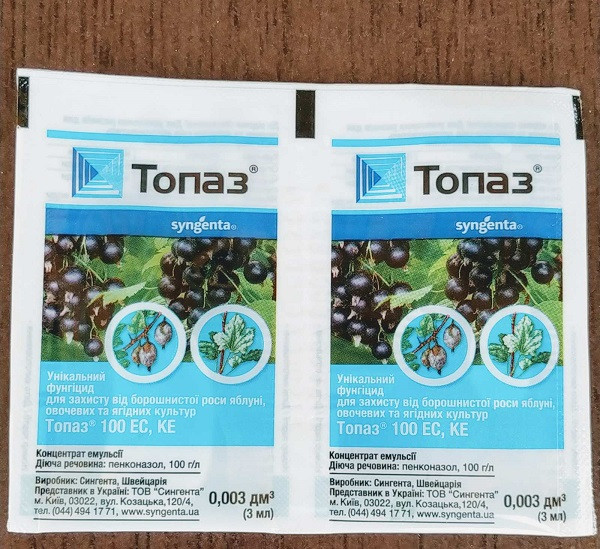 Топаз®
syngenta®
Унікальний
фунгіцид
для захисту від борошнистої роси яблуні,
овочевих та ягідних культур
Топаз® 100 ЕС, КЕ
Концентрат емульсії
Діюча речовина: пенконазол, 100 г/л
Виробник: Сингента, Швейцарія
Представник в Україні: ТОВ "Сингента"
м. Київ, 03022, вул. Козацька,120/4,
тел. (044) 494 17 71, www.syngenta.ua
0,003 дм³
(3 мл)
Топаз®
syngenta®
Унікальний
фунгіцид
для захисту від борошнистої роси яблуні,
овочевих та ягідних культур
Топаз® 100 ЕС, КЕ
Концентрат емульсії
Діюча речовина: пенконазол, 100 г/л
Виробник: Сингента, Швейцарія
Представник в Україні: ТОВ "Сингента"
м. Київ, 03022, вул. Козацька,120/4,
тел. (044) 494 17 71, www.syngenta.ua
0,003 дм³
(3 мл)